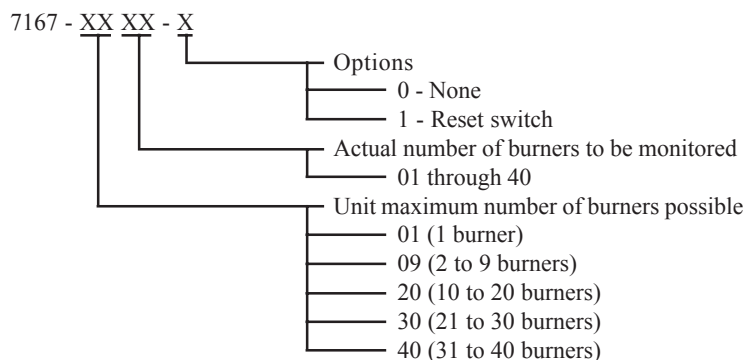 7167 - XX XX - X
Options
0 - None
1 - Reset switch
Actual number of burners to be monitored
01 through 40
Unit maximum number of burners possible
01 (1 burner)
09 (2 to 9 burners)
20 (10 to 20 burners)
30 (21 to 30 burners)
40 (31 to 40 burners)